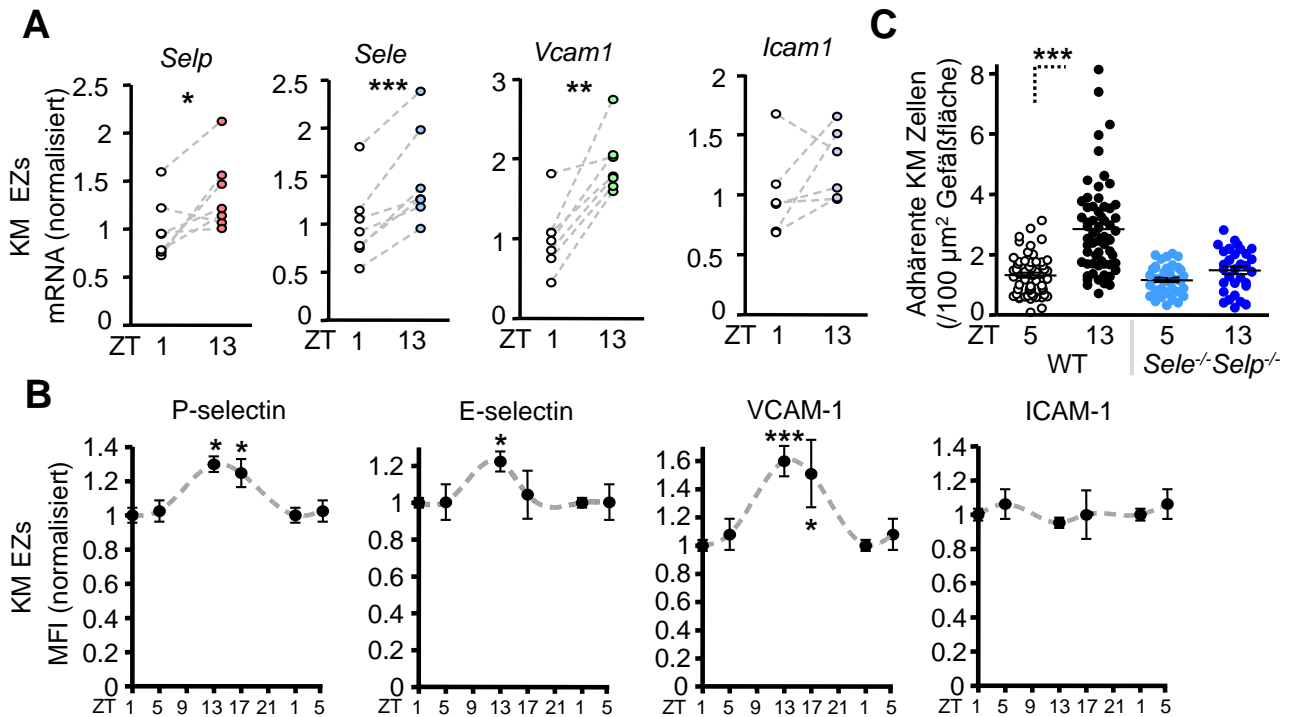 A
Selp
Sele
Vcam1
Icam1
KM EZs
mRNA (normalisiert)
2.5
2
1.5
1
0.5
0
*
ZT 1 13
2.5
2
1.5
1
0.5
0
***
ZT 1 13
3
2
1
0
**
ZT 1 13
2
1.5
1
0.5
0
ZT 1 13
C
Adhärente KM Zellen
(/100 µm² Gefäßfläche)
8
6
4
2
0
***
ZT 5 13 5 13
WT Sele-/-Selp-/-
B
P-selectin
E-selectin
VCAM-1
ICAM-1
KM EZs
MFI (normalisiert)
1.4
1.2
1
0.8
0.6
0.4
0.2
0
* *
ZT 1 5 9 13 17 21 1 5
1.2
1
0.8
0.6
0.4
0.2
0
*
ZT 1 5 9 13 17 21 1 5
1.6
1.4
1.2
1
0.8
0.6
0.4
0.2
0
***
*
ZT 1 5 9 13 17 21 1 5
1.4
1.2
1
0.8
0.6
0.4
0.2
0
ZT 1 5 9 13 17 21 1 5